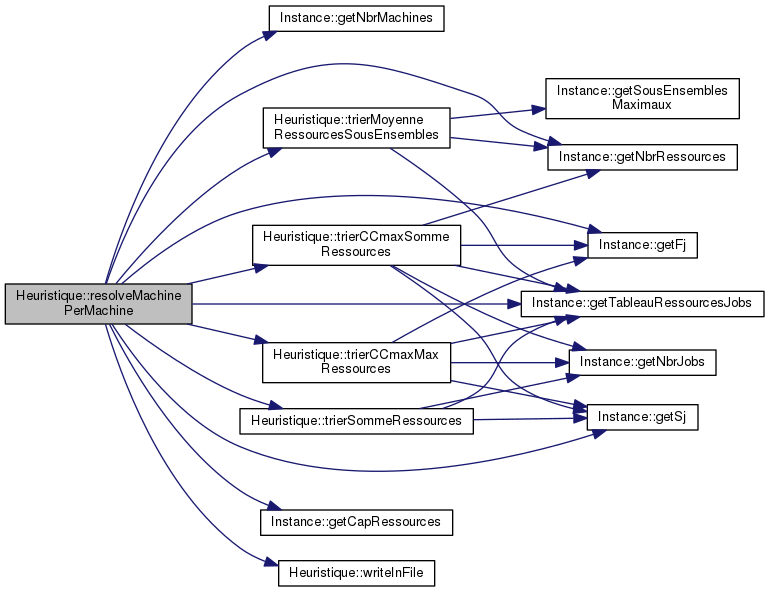 Instance::getNbrMachines
Instance::getSousEnsembles
Maximaux
Heuristique::trierMoyenne
RessourcesSousEnsembles
Instance::getNbrRessources
Heuristique::trierCCmaxSomme
Ressources
Instance::getFj
Heuristique::resolveMachine
PerMachine
Instance::getTableauRessourcesJobs
Heuristique::trierCCmaxMax
Ressources
Instance::getNbrJobs
Heuristique::trierSommeRessources
Instance::getSj
Instance::getCapRessources
Heuristique::writeInFile